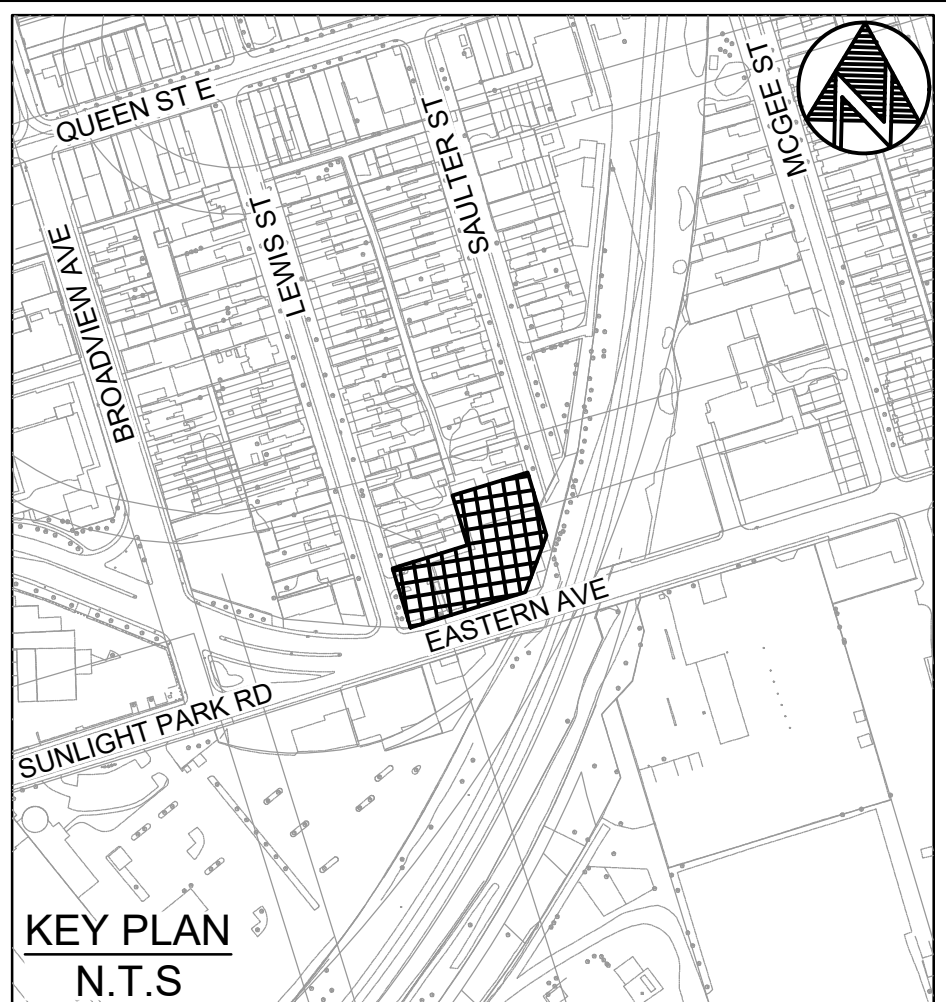 QUEEN ST E
BROADVIEW AVE
LEWIS ST
SAULTER ST
MCGEE ST
N
EASTERN AVE
SUNLIGHT PARK RD
KEY PLAN
N.T.S